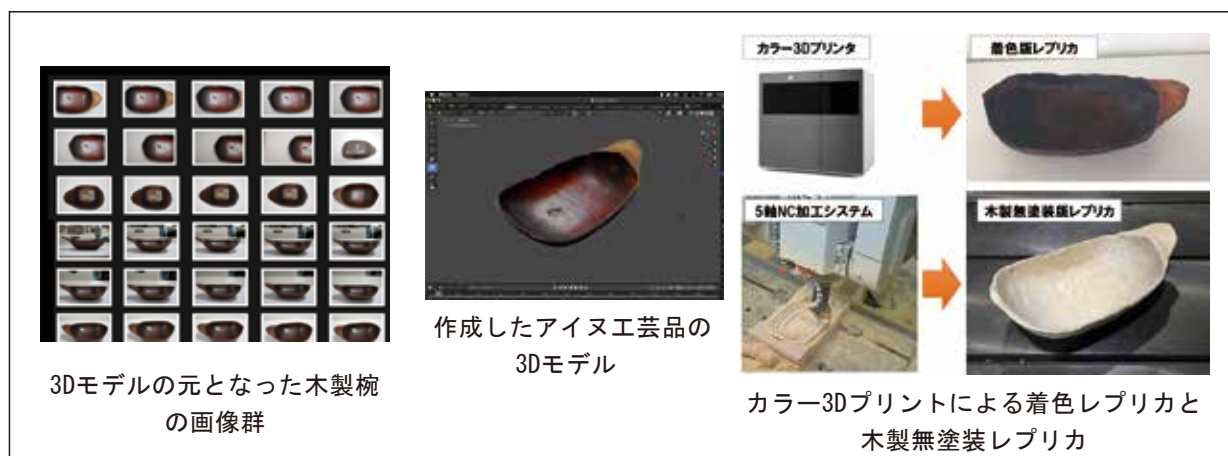 カラー3Dプリンタ
着色版レプリカ
5軸NC加工システム
木製無塗装版レプリカ
3Dモデルの元となった木製椀
の画像群
作成したアイヌ工芸品の
3Dモデル
カラー3Dプリントによる着色レプリカと
木製無塗装レプリカ